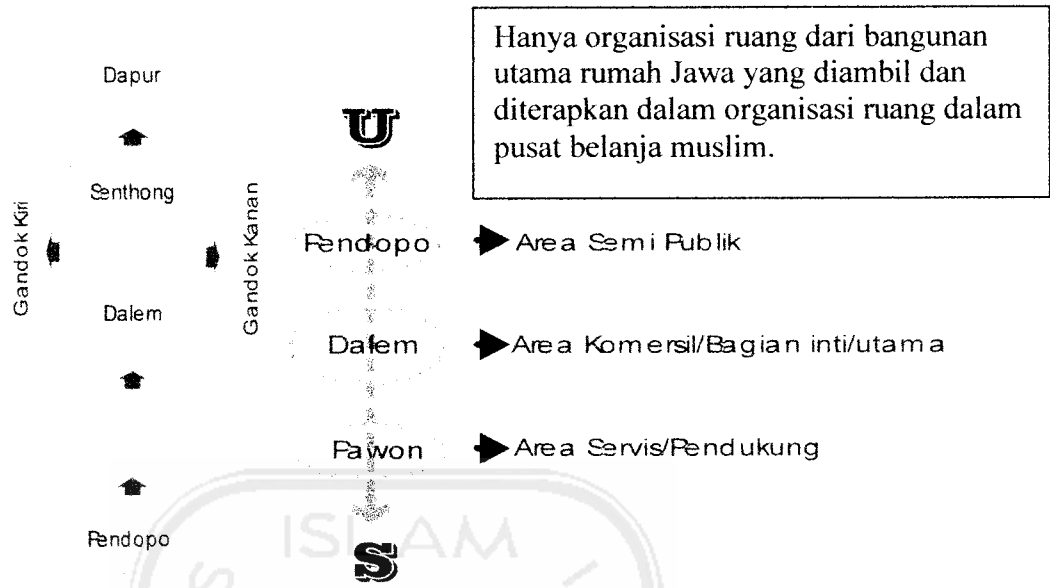 Hanya organisasi ruang dari bangunan
utama rumah Jawa yang diambil dan
diterapkan dalam organisasi ruang dalam
pusat belanja muslim.
Dapur
Senthong
Gandok Kiri
Gandok Kanan
Dalem
Pendopo
U
Pendopo
Area Semi Publik
Dalem
Area Komersil/Bagian inti/utama
Pawon
Area Servis/Pendukung
S
ISLAM